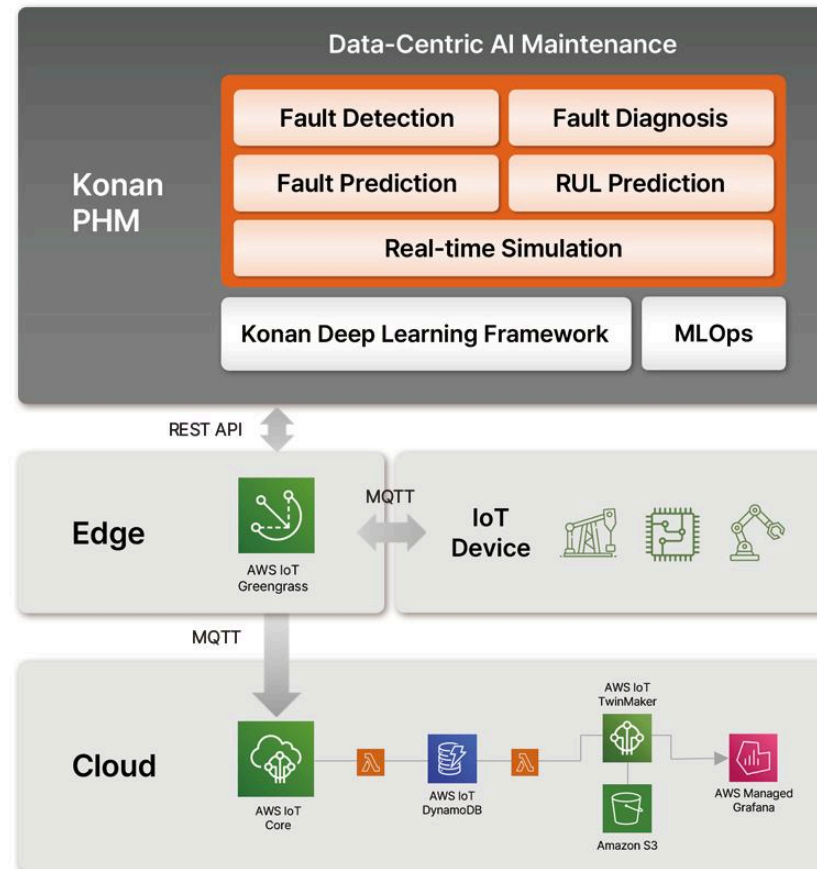 Data-Centric AI Maintenance
Konan
PHM
Fault Detection
Fault Diagnosis
Fault Prediction
RUL Prediction
Real-time Simulation
Konan Deep Learning Framework
MLOps
REST API
Edge
AWS IoT
Greengrass
MQTT
IoT
Device
MQTT
Cloud
AWS IoT
Core
λ
AWS IoT
DynamoDB
λ
AWS IoT
TwinMaker
Amazon S3
AWS Managed
Grafana